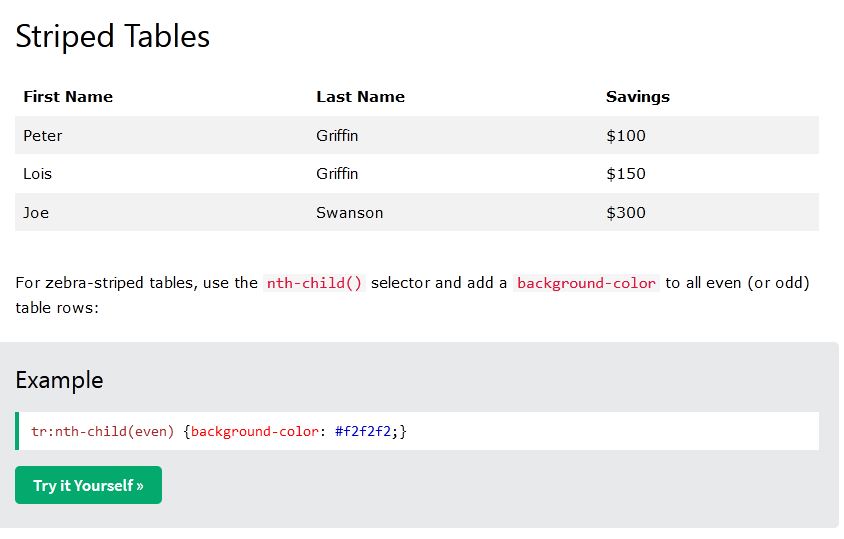 Striped Tables
First Name Last Name Savings
Peter Griffin $100
Lois Griffin $150
Joe Swanson $300
For zebra-striped tables, use the nth-child() selector and add a background-color to all even (or odd)
table rows:
Example
tr:nth-child(even) {background-color: #f2f2f2;}
Try it Yourself »